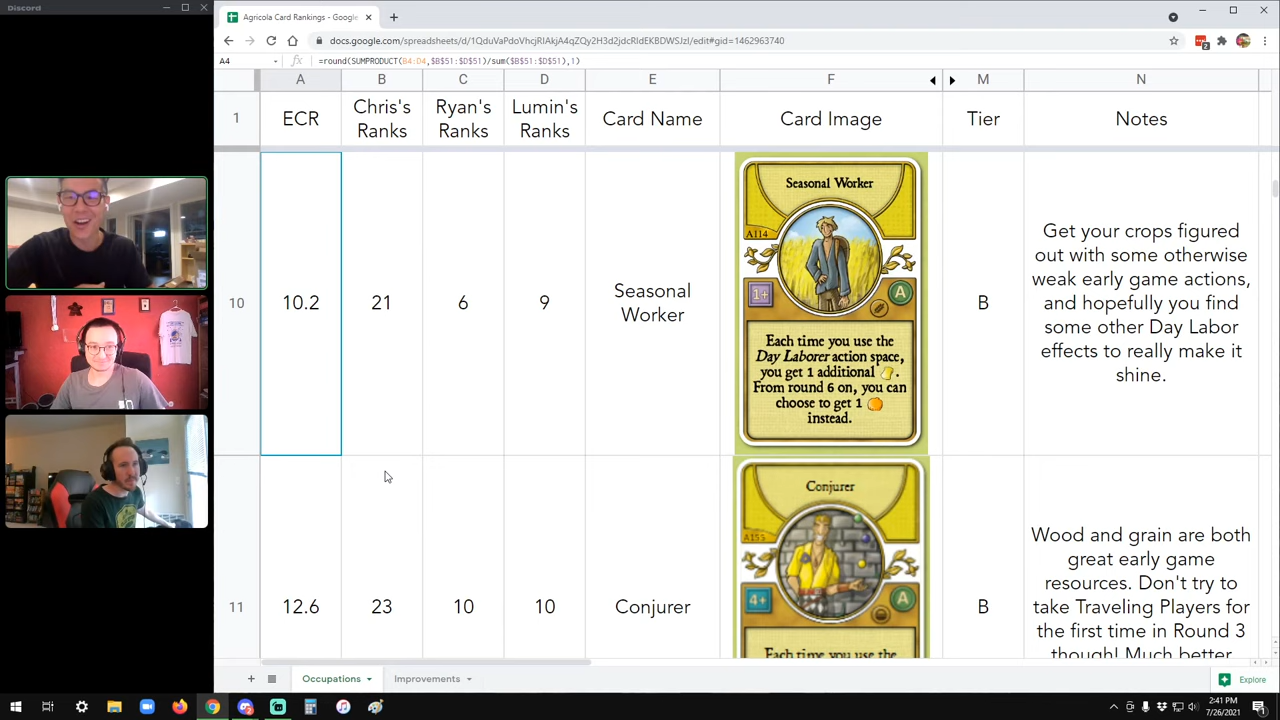 Discord
Agricola Card Rankings - Google
docs.google.com/spreadsheets/d/1QduVaPdoVhcjRIAkjA4qZQy2H3d2jdcRIdEKBDWSJzI/edit#gid=1462963740
A4
=round(SUMPRODUCT(B4:D4,$B$51:$D$51)/sum($B$51:$D$51),1)
A B C D E F M N
1
ECR
Chris's
Ranks
Ryan's
Ranks
Lumin's
Ranks
Card Name
Card Image
Tier
Notes
10
10.2
21
6
9
Seasonal
Worker
Seasonal Worker
A114
1+
A
Each time you use the
Day Laborer action space,
you get 1 additional .
From round 6 on, you can
choose to get 1
instead.
B
Get your crops figured
out with some otherwise
weak early game actions,
and hopefully you find
some other Day Labor
effects to really make it
shine.
11
12.6
23
10
10
Conjurer
Conjurer
A155
4+
A
Each time you use the
B
Wood and grain are both
great early game
resources. Don't try to
take Traveling Players for
the first time in Round 3
though! Much better
Occupations
Improvements
Explore
2:41 PM
7/26/2021